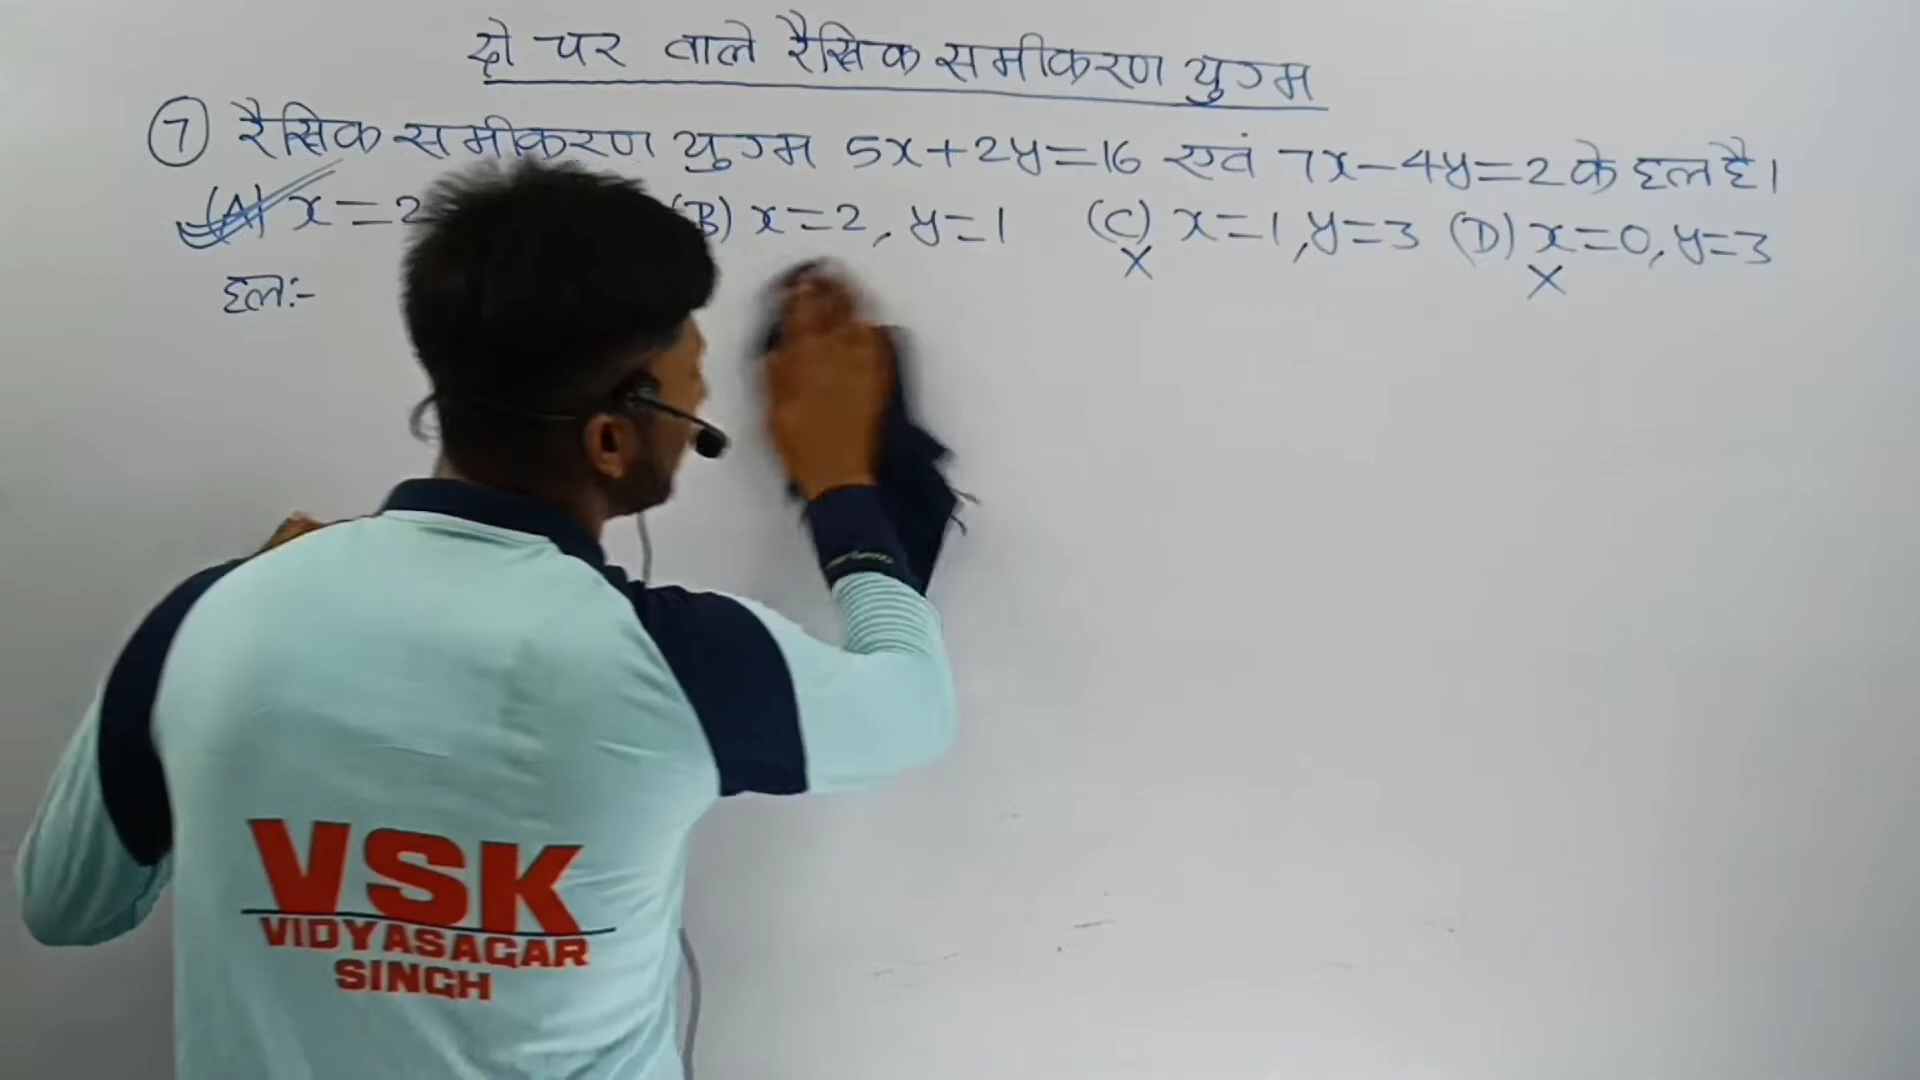 दो चर वाले रैखिक समीकरण युग्म
7 रैखिक समीकरण युग्म 5x+2y=16 एवं 7x-4y=2 के हल है।
(A) x=2 (B) x=2, y=1 (C) x=1, y=3 (D) x=0, y=3
x x
हल:-
VSK
VIDYASAGAR
SINGH